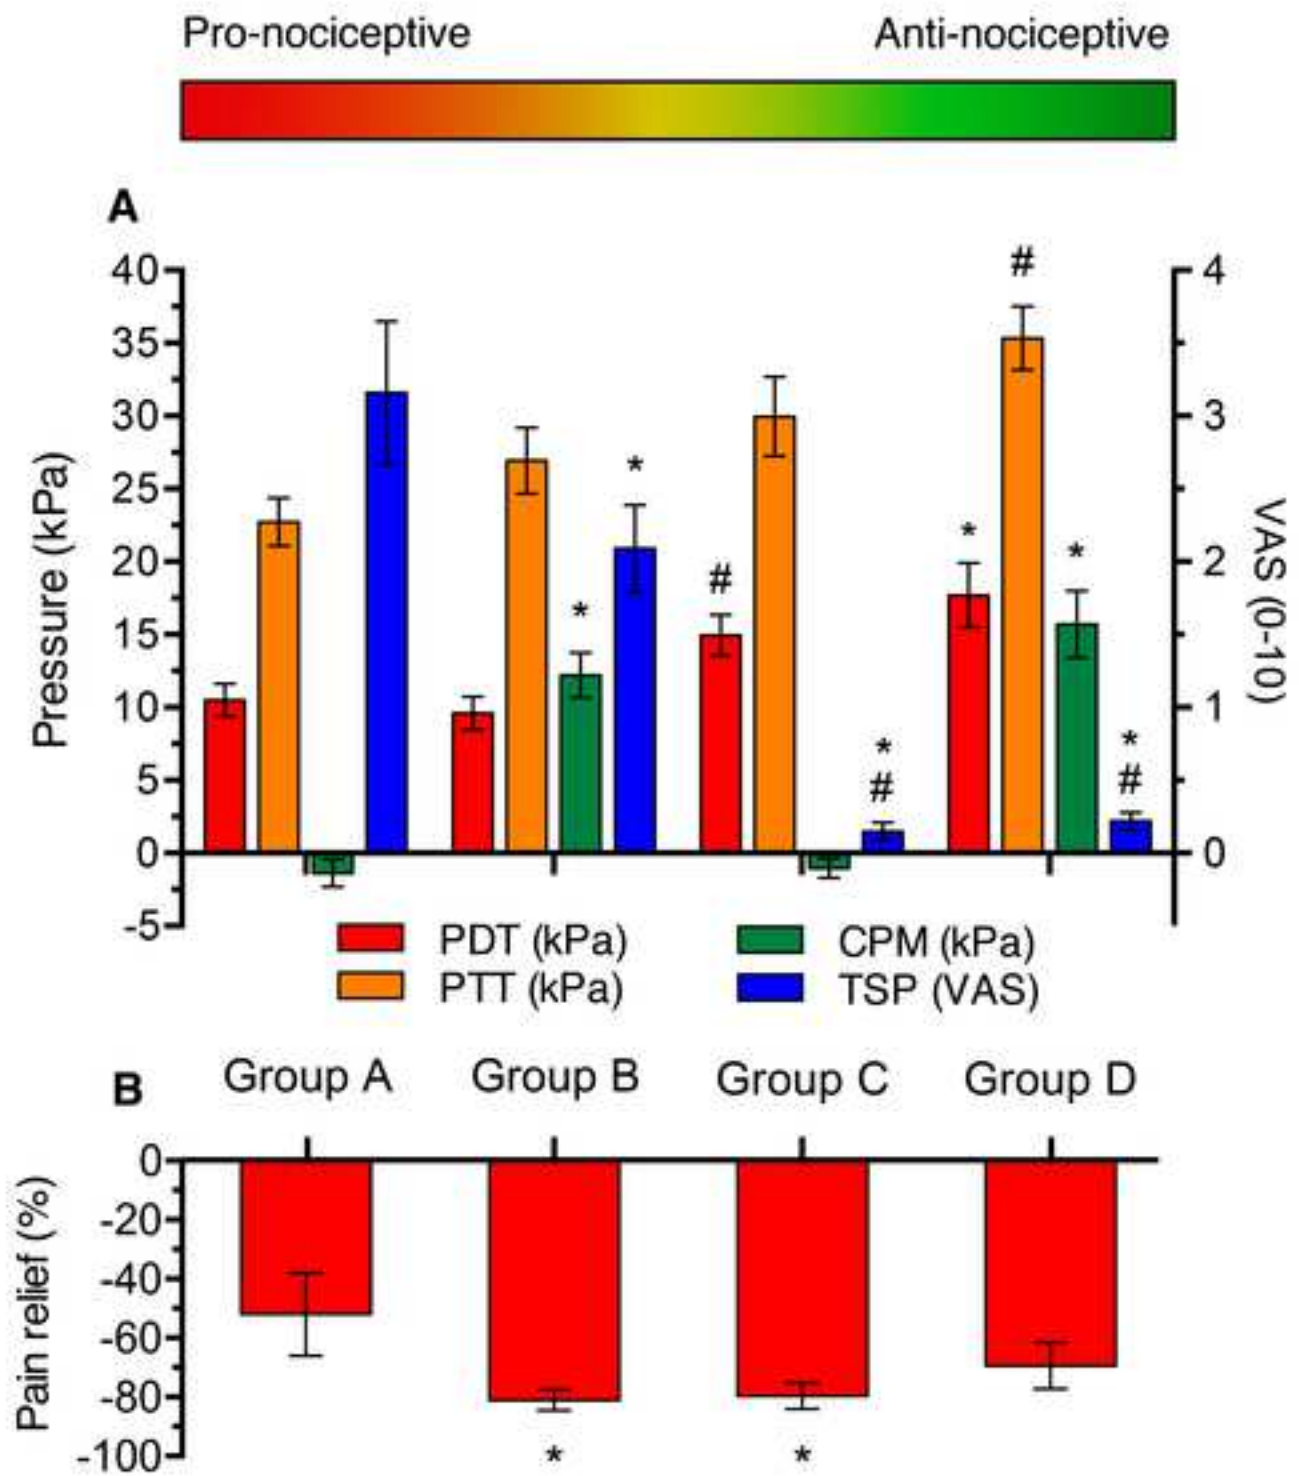 Pro-nociceptive Anti-nociceptive
A
40 4
#
35
30 3
25
*
*
20 2
#
*
15
*
10 1
* *
5 # #
0 0
-5
Pressure (kPa)
VAS (0-10)
PDT (kPa) CPM (kPa)
PTT (kPa) TSP (VAS)
B Group A Group B Group C Group D
0
-20
-40
-60
-80
-100 * *
Pain relief (%)